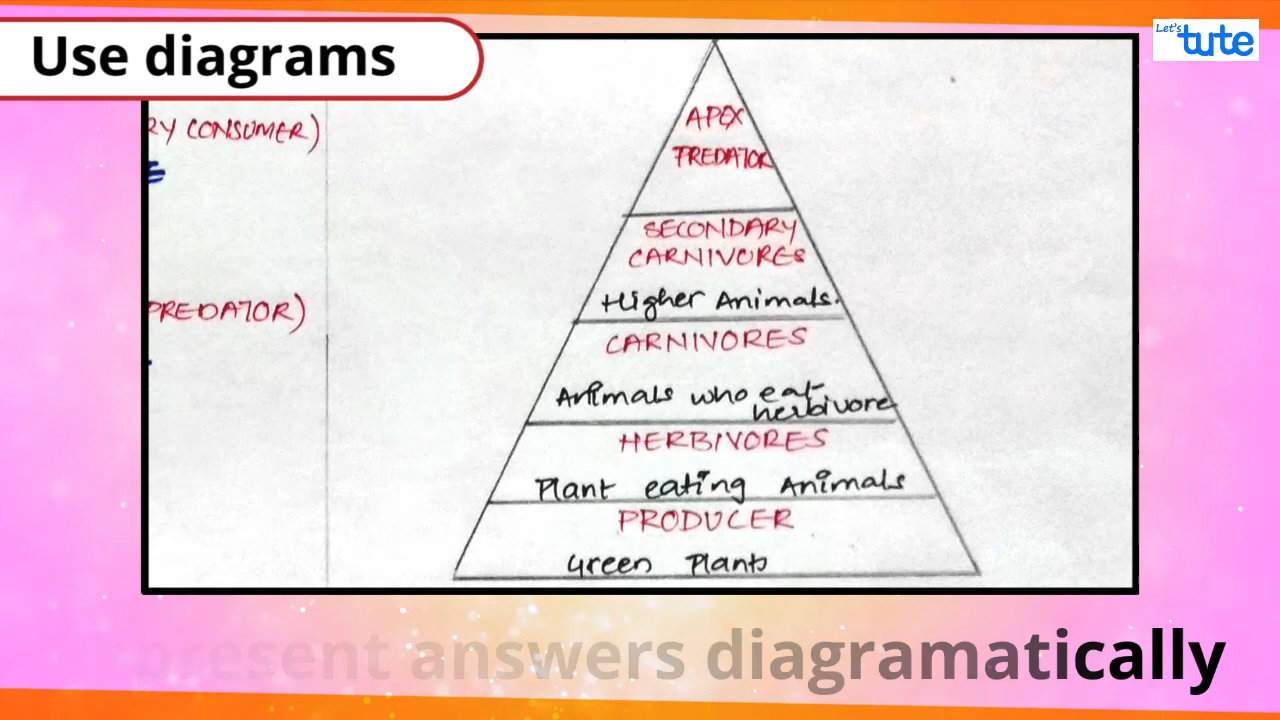 Use diagrams
Let's
tute
RY CONSUMER)
PREDATOR)
APEX
PREDATOR
SECONDARY
CARNIVORES
Higher Animals.
CARNIVORES
Animals who eat
herbivore
HERBIVORES
Plant eating Animals
PRODUCER
Green Plants
present answers diagramatically